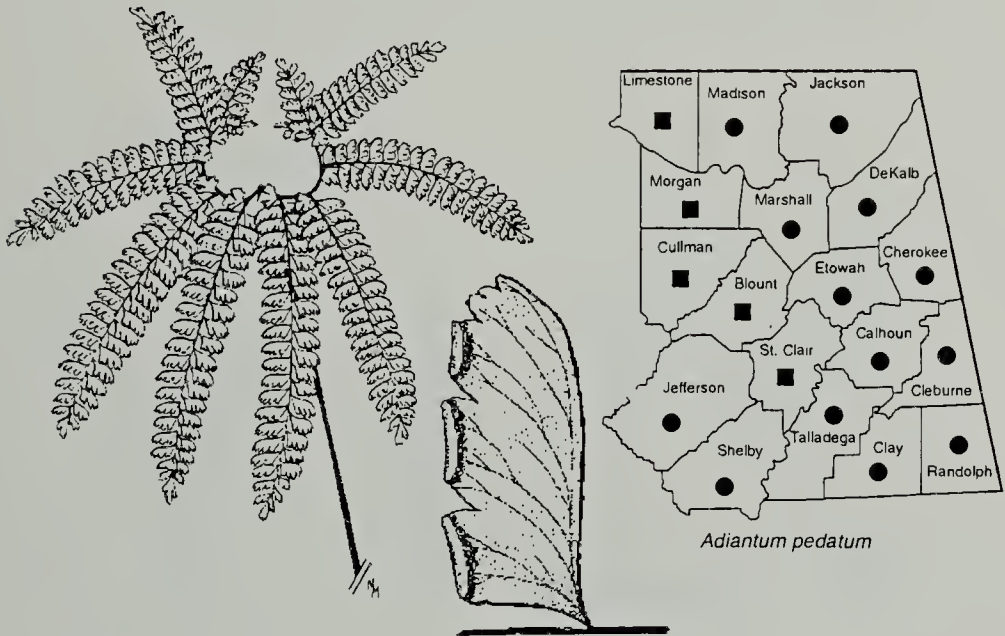 Limestone
Madison
Jackson
Morgan
Marshall
DeKalb
Cullman
Blount
Etowah
Cherokee
St. Clair
Calhoun
Jefferson
Cleburne
Shelby
Talladega
Clay
Randolph
Adiantum pedatum